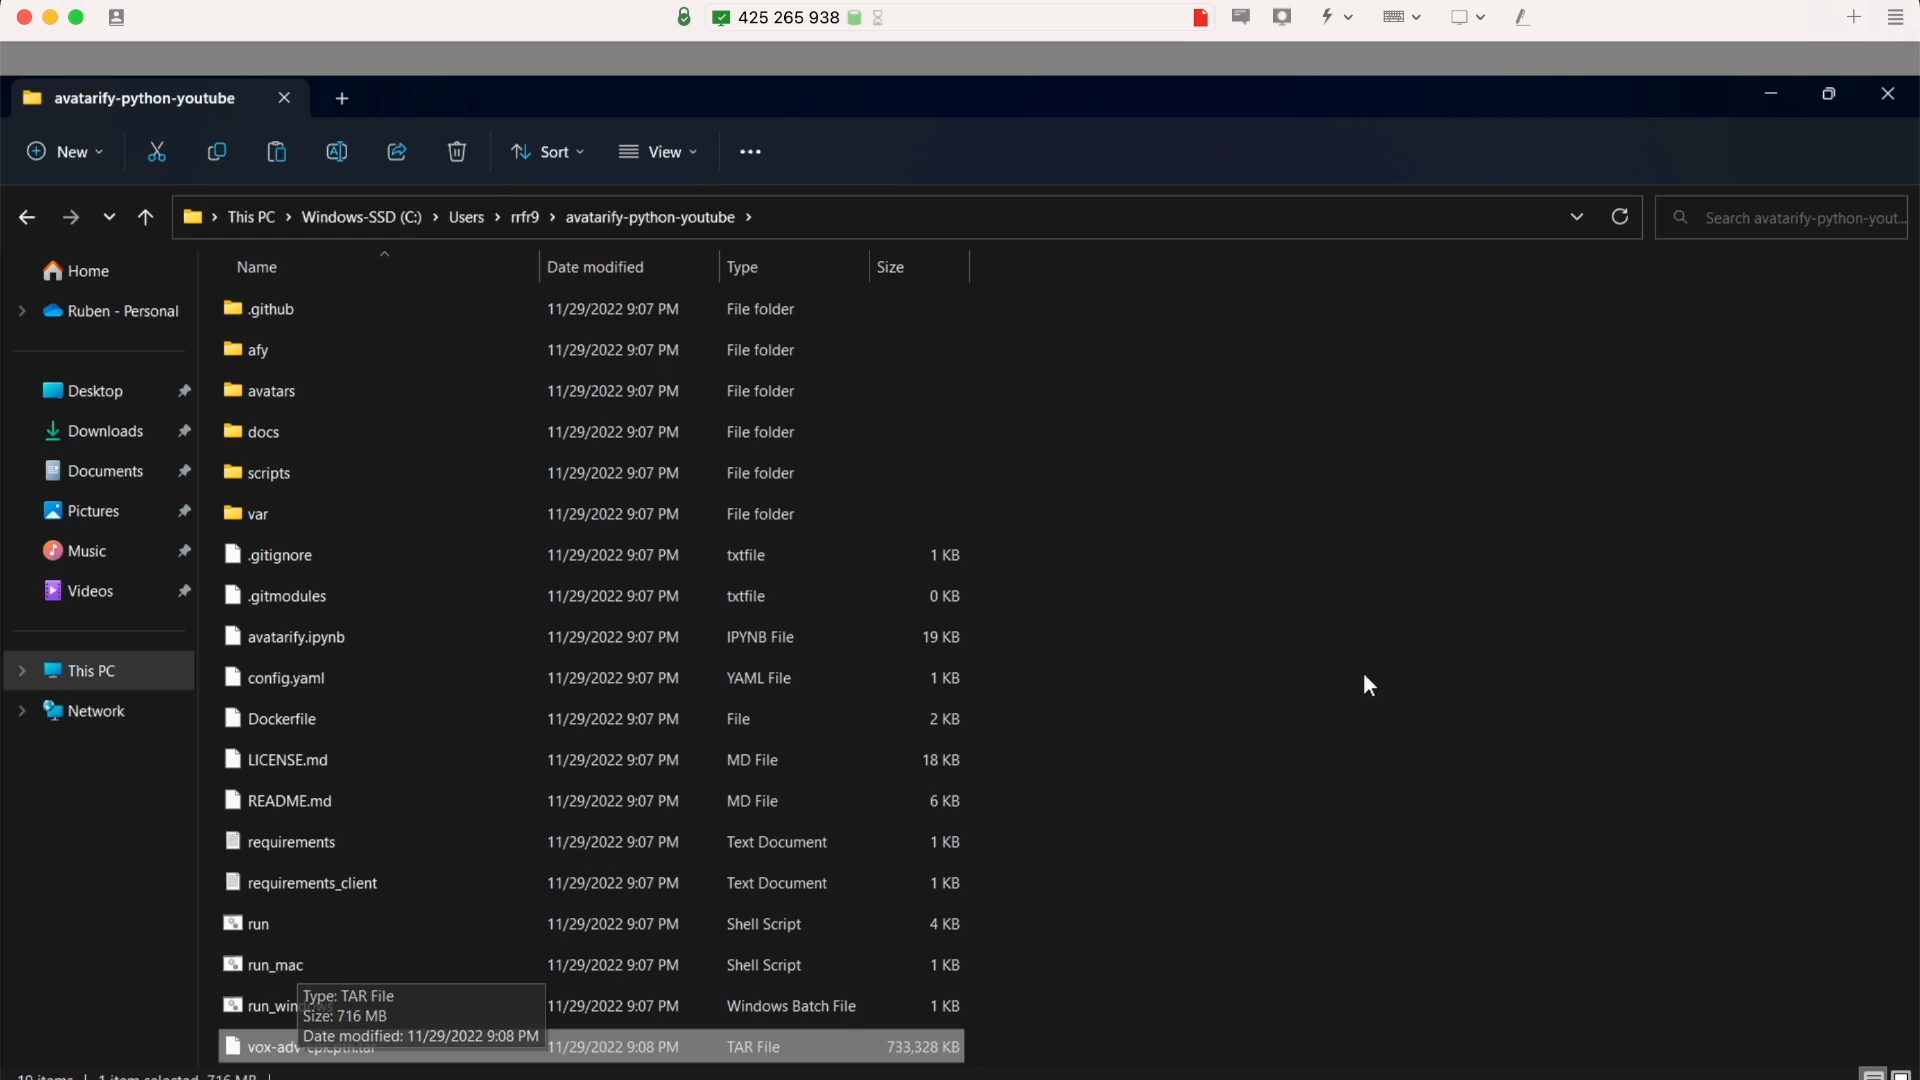 425 265 938
avatarify-python-youtube
New
Sort
View
This PC > Windows-SSD (C:) > Users > rrfr9 > avatarify-python-youtube >
Search avatarify-python-yout...
Name Date modified Type Size
Home
Ruben - Personal
Desktop
Downloads
Documents
Pictures
Music
Videos
This PC
Network
.github 11/29/2022 9:07 PM File folder
afy 11/29/2022 9:07 PM File folder
avatars 11/29/2022 9:07 PM File folder
docs 11/29/2022 9:07 PM File folder
scripts 11/29/2022 9:07 PM File folder
var 11/29/2022 9:07 PM File folder
.gitignore 11/29/2022 9:07 PM txtfile 1 KB
.gitmodules 11/29/2022 9:07 PM txtfile 0 KB
avatarify.ipynb 11/29/2022 9:07 PM IPYNB File 19 KB
config.yaml 11/29/2022 9:07 PM YAML File 1 KB
Dockerfile 11/29/2022 9:07 PM File 2 KB
LICENSE.md 11/29/2022 9:07 PM MD File 18 KB
README.md 11/29/2022 9:07 PM MD File 6 KB
requirements 11/29/2022 9:07 PM Text Document 1 KB
requirements_client 11/29/2022 9:07 PM Text Document 1 KB
run 11/29/2022 9:07 PM Shell Script 4 KB
run_mac 11/29/2022 9:07 PM Shell Script 1 KB
run_windows 11/29/2022 9:07 PM Windows Batch File 1 KB
vox-adv-cpk.pth.tar 11/29/2022 9:08 PM TAR File 733,328 KB
Type: TAR File
Size: 716 MB
Date modified: 11/29/2022 9:08 PM
19 items 1 item selected 716 MB